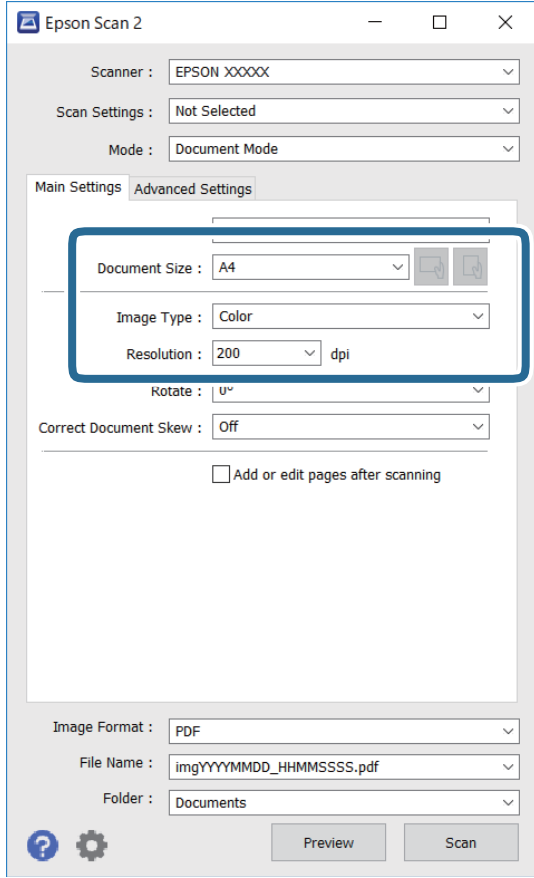 Epson Scan 2
Scanner : EPSON XXXXX
Scan Settings : Not Selected
Mode : Document Mode
Main Settings Advanced Settings
Document Size : A4
Image Type : Color
Resolution : 200 dpi
Rotate : 0°
Correct Document Skew : Off
Add or edit pages after scanning
Image Format : PDF
File Name : imgYYYYMMDD_HHMMSSSS.pdf
Folder : Documents
? Preview Scan